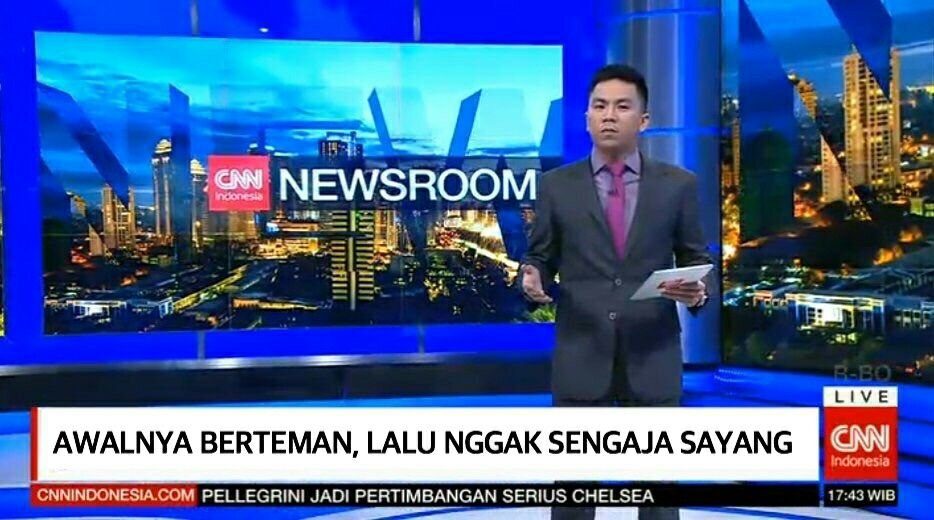 CNN
Indonesia
NEWSROOM
R-BO
LIVE
AWALNYA BERTEMAN, LALU NGGAK SENGAJA SAYANG
CNN
Indonesia
CNNINDONESIA.COM PELLEGRINI JADI PERTIMBANGAN SERIUS CHELSEA 17:43 WIB